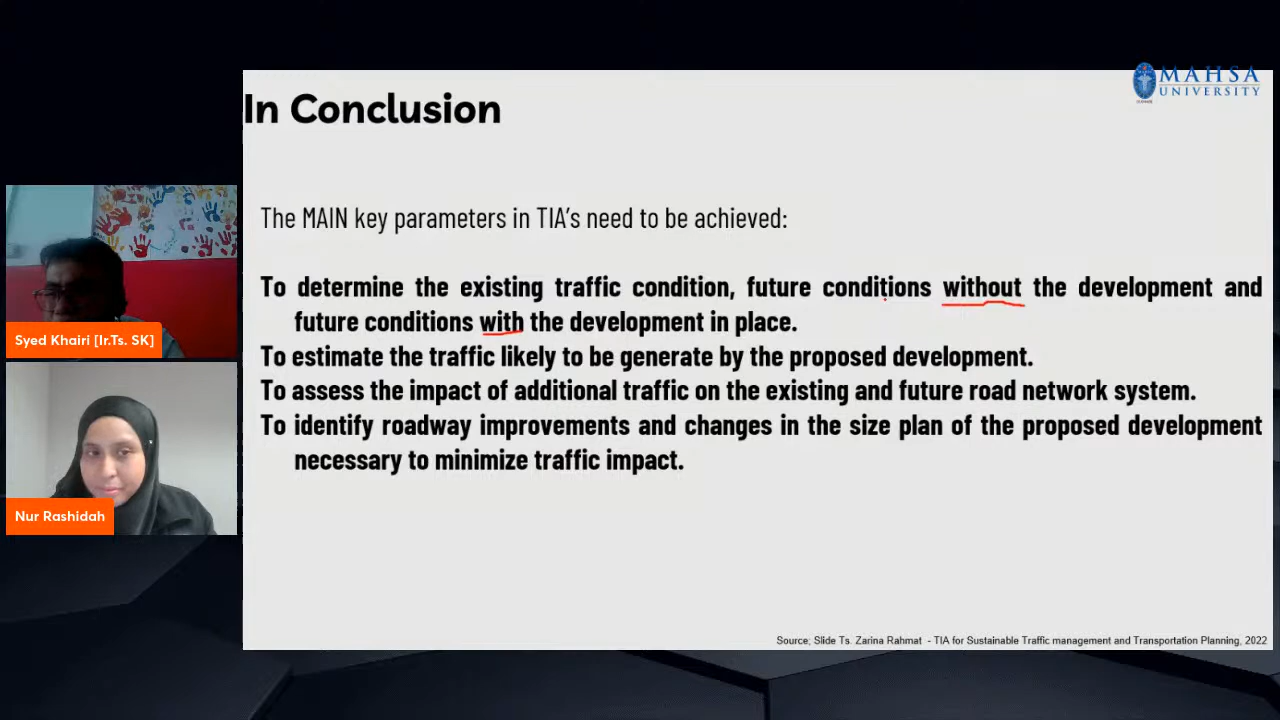 MAHSA
UNIVERSITY
In Conclusion
The MAIN key parameters in TIA's need to be achieved:
To determine the existing traffic condition, future conditions without the development and
future conditions with the development in place.
To estimate the traffic likely to be generate by the proposed development.
To assess the impact of additional traffic on the existing and future road network system.
To identify roadway improvements and changes in the size plan of the proposed development
necessary to minimize traffic impact.
Syed Khairi [Ir.Ts. SK]
Nur Rashidah
Source; Slide Ts. Zarina Rahmat - TIA for Sustainable Traffic management and Transportation Planning, 2022